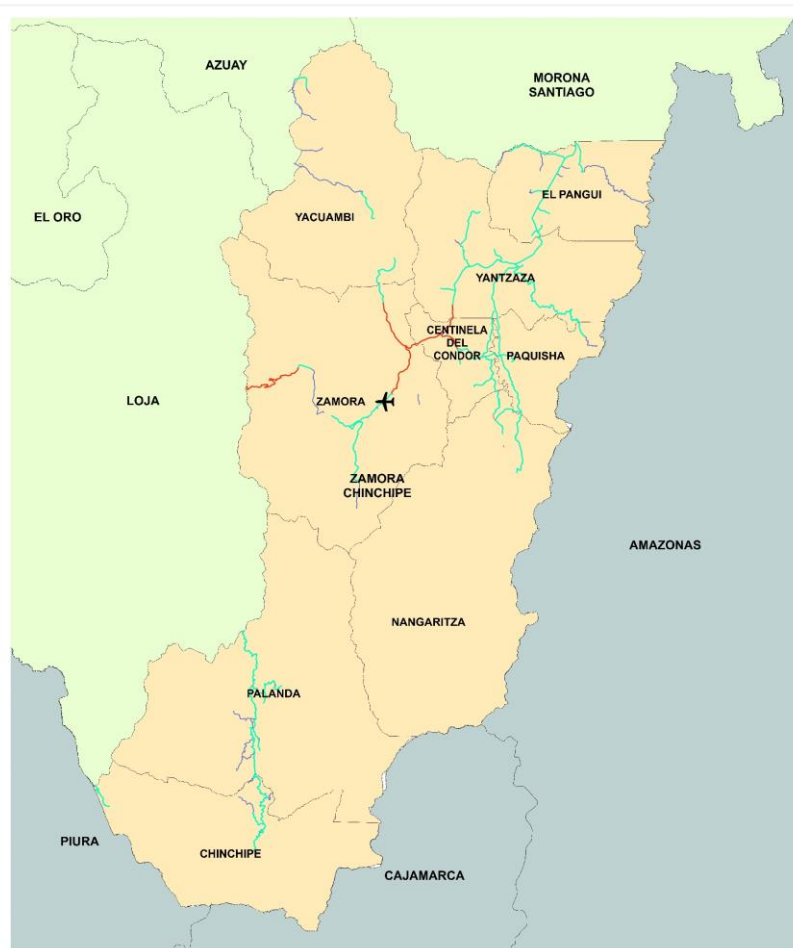 AZUAY
MORONA
SANTIAGO
EL PANGUI
EL ORO
YACUAMBI
YANTZAZA
CENTINELA
DEL
CONDOR
PAQUISHA
LOJA
ZAMORA
ZAMORA
CHINCHIPE
AMAZONAS
NANGARITZA
PALANDA
PIURA
CHINCHIPE
CAJAMARCA